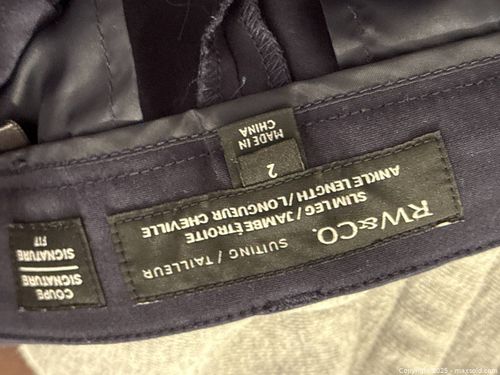 RW&CO.
SUITING / TAILLEUR
SLIM LEG / JAMBE ÉTROITE
ANKLE LENGTH / LONGUEUR CHEVILLE
2
MADE IN
CHINA
COUPE
SIGNATURE
SIGNATURE
FIT
Copyright 2025 - maxsold.com